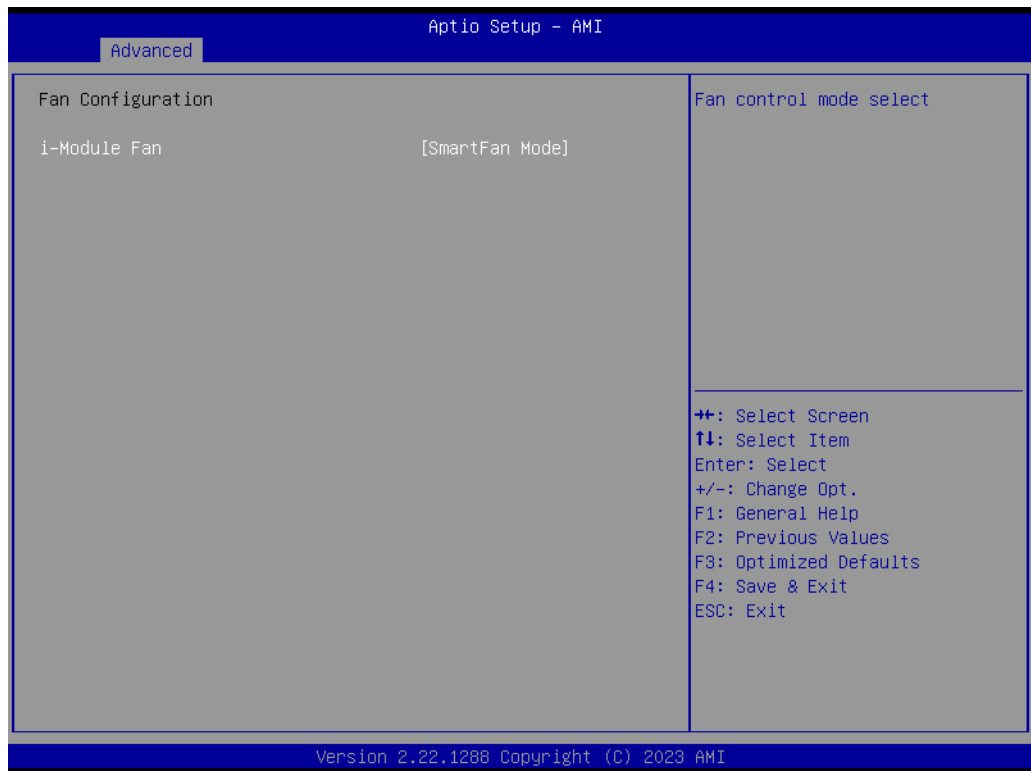 Aptio Setup – AMI
Advanced
Fan Configuration
i-Module Fan [SmartFan Mode]
Fan control mode select
→←: Select Screen
↑↓: Select Item
Enter: Select
+/-: Change Opt.
F1: General Help
F2: Previous Values
F3: Optimized Defaults
F4: Save & Exit
ESC: Exit
Version 2.22.1288 Copyright (C) 2023 AMI